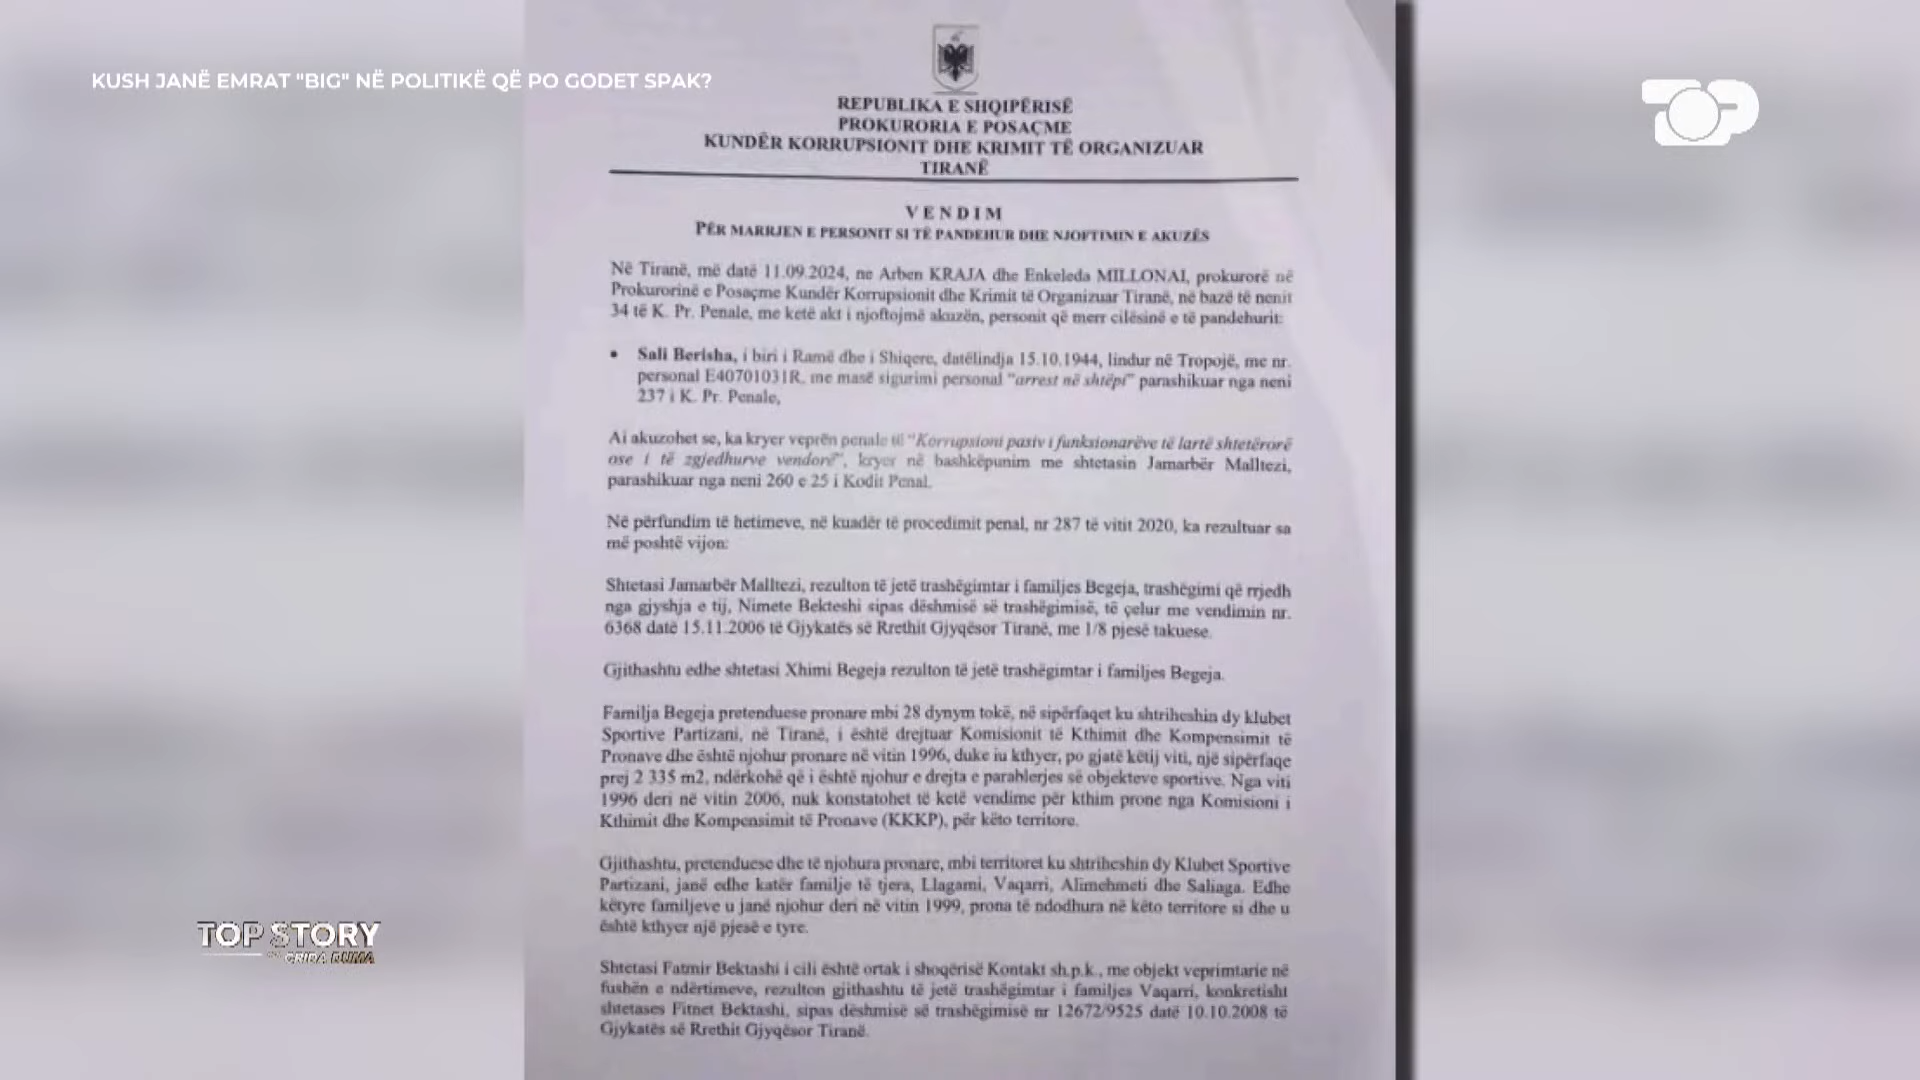 KUSH JANË EMRAT "BIG" NË POLITIKË QË PO GODET SPAK?
TOP
REPUBLIKA E SHQIPËRISË
PROKURORIA E POSAÇME
KUNDËR KORRUPSIONIT DHE KRIMIT TË ORGANIZUAR
TIRANË
VENDIM
PËR MARRJEN E PERSONIT SI TË PANDEHUR DHE NJOFTIMIN E AKUZËS
Në Tiranë, më datë 11.09.2024, ne Arben KRAJA dhe Enkeleda MILLONAI, prokurorë në
Prokurorinë e Posaçme Kundër Korrupsionit dhe Krimit të Organizuar Tiranë, në bazë të nenit
34 të K. Pr. Penale, me ketë akt i njoftojmë akuzën, personit që merr cilësinë e të pandehurit:
• Sali Berisha, i biri i Ramë dhe i Shiqere, datëlindja 15.10.1944, lindur në Tropojë, me nr.
personal E40701031R, me masë sigurimi personal "arrest në shtëpi" parashikuar nga neni
237 i K. Pr. Penale,
Ai akuzohet se, ka kryer veprën penale të "Korrupsioni pasiv i funksionarëve të lartë shtetërorë
ose i të zgjedhurve vendorë", kryer në bashkëpunim me shtetasin Jamarbër Malltezi,
parashikuar nga neni 260 e 25 i Kodit Penal.
Në përfundim të hetimeve, në kuadër të procedimit penal, nr 287 të vitit 2020, ka rezultuar sa
më poshtë vijon:
Shtetasi Jamarbër Malltezi, rezulton të jetë trashëgimtar i familjes Begeja, trashëgimi që rrjedh
nga gjyshja e tij, Nimete Bekteshi sipas dëshmisë së trashëgimisë, të çelur me vendimin nr.
6368 datë 15.11.2006 të Gjykatës së Rrethit Gjyqësor Tiranë, me 1/8 pjesë takuese.
Gjithashtu edhe shtetasi Xhimi Begeja rezulton të jetë trashëgimtar i familjes Begeja.
Familja Begeja pretenduese pronare mbi 28 dynym tokë, në sipërfaqet ku shtriheshin dy klubet
Sportive Partizani, në Tiranë, i është drejtuar Komisionit të Kthimit dhe Kompensimit të
Pronave dhe është njohur pronare në vitin 1996, duke iu kthyer, po gjatë këtij viti, një sipërfaqe
prej 2 335 m2, ndërkohë që i është njohur e drejta e parablerjes së objekteve sportive. Nga viti
1996 deri në vitin 2006, nuk konstatohet të ketë vendime për kthim prone nga Komisioni i
Kthimit dhe Kompensimit të Pronave (KKKP), për këto territore.
Gjithashtu, pretenduese dhe të njohura pronare, mbi territoret ku shtriheshin dy Klubet Sportive
Partizani, janë edhe katër familje të tjera, Llagami, Vaqarri, Alimehmeti dhe Saliaga. Edhe
këtyre familjeve u janë njohur deri në vitin 1999, prona të ndodhura në këto territore si dhe u
është kthyer një pjesë e tyre.
Shtetasi Fatmir Bektashi i cili është ortak i shoqërisë Kontakt sh.p.k., me objekt veprimtarie në
fushën e ndërtimeve, rezulton gjithashtu të jetë trashëgimtar i familjes Vaqarri, konkretisht
shtetases Fitnet Bektashi, sipas dëshmisë së trashëgimisë nr 12672/9525 datë 10.10.2008 të
Gjykatës së Rrethit Gjyqësor Tiranë.
TOP STORY
GRIDA DUMA